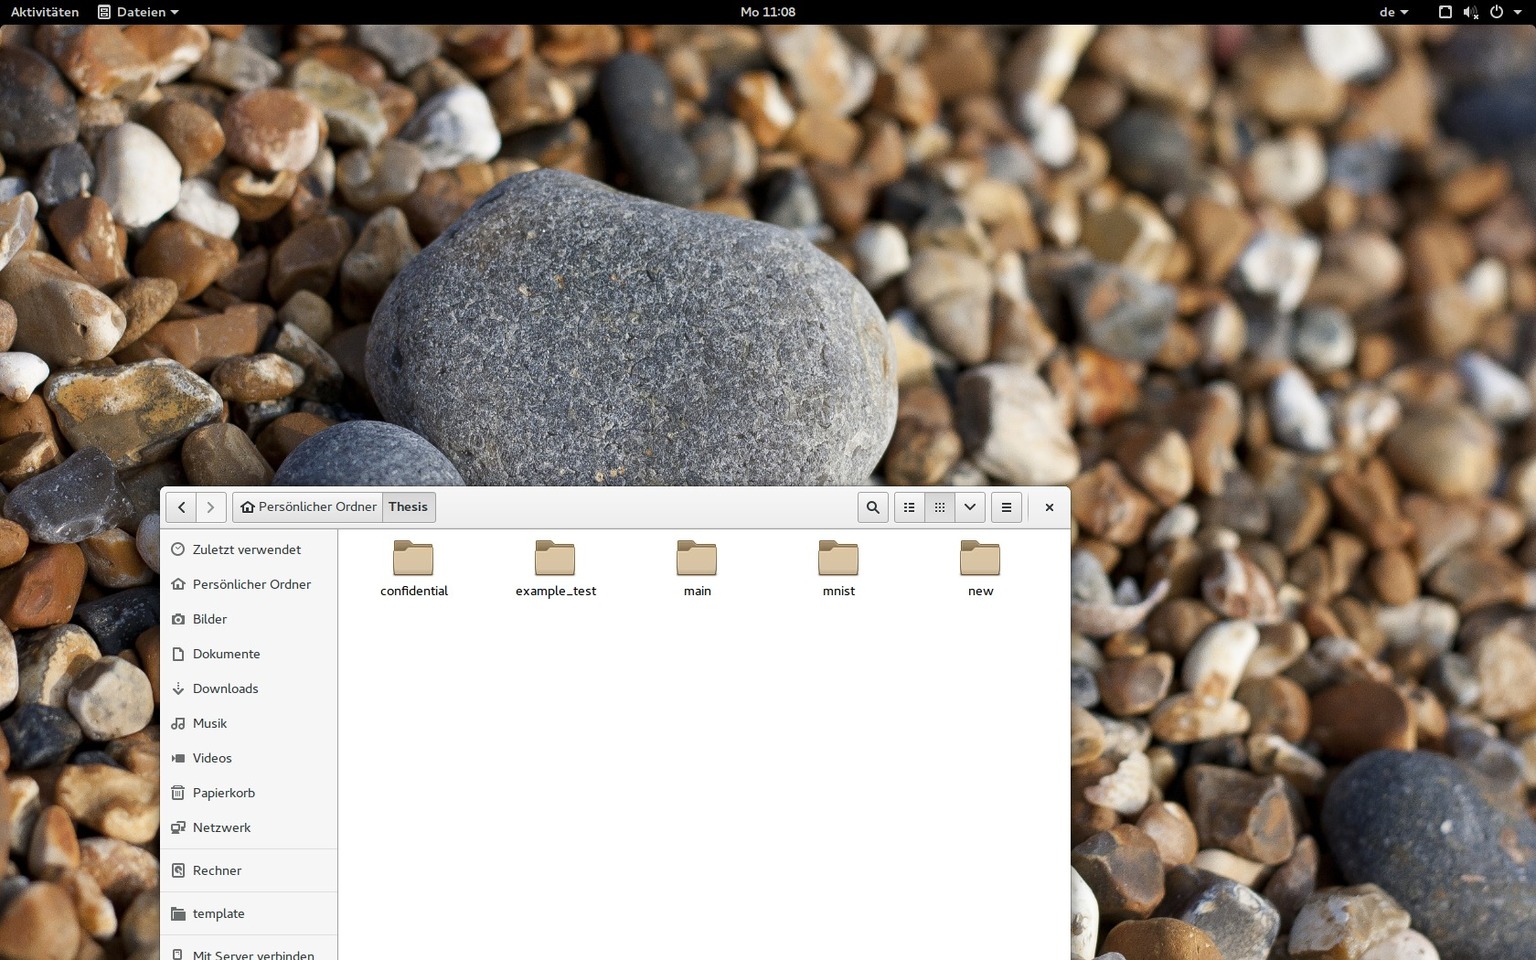 Aktivitäten Dateien Mo 11:08 de
Persönlicher Ordner Thesis
Zuletzt verwendet
Persönlicher Ordner
Bilder
Dokumente
Downloads
Musik
Videos
Papierkorb
Netzwerk
Rechner
template
Mit Server verbinden
confidential example_test main mnist new